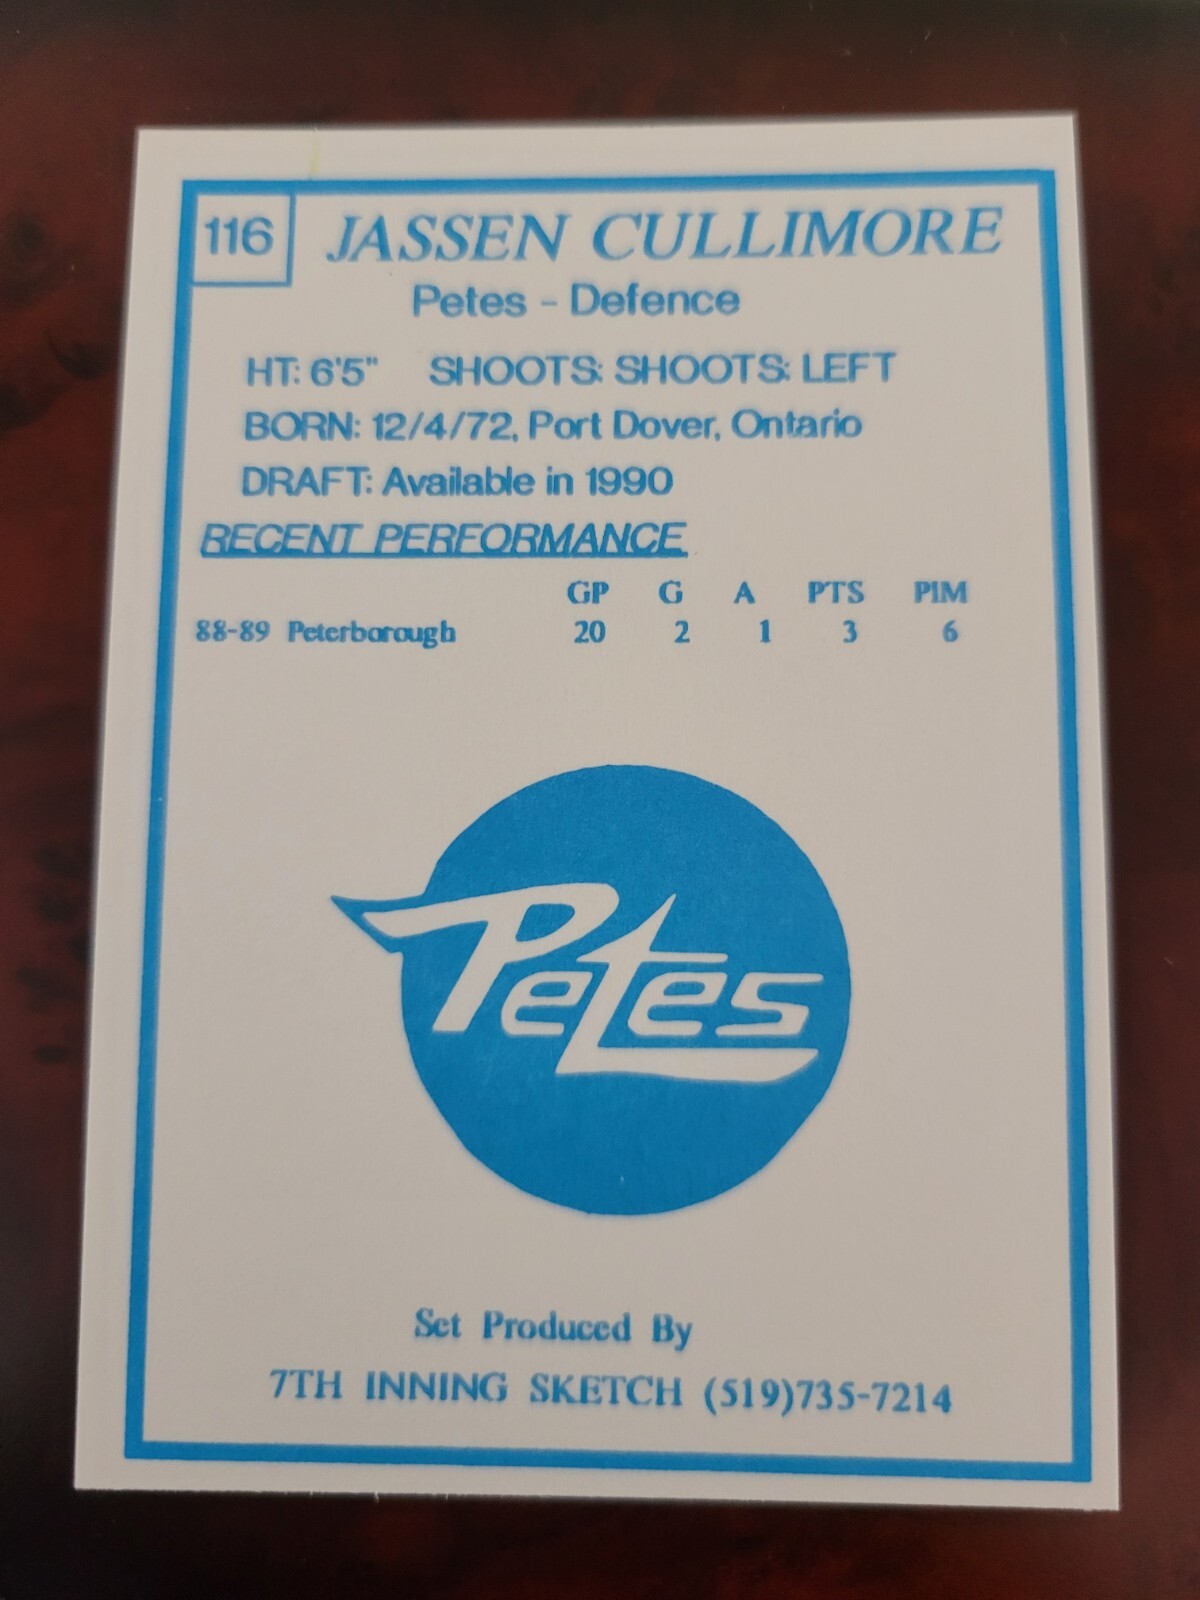 116
JASSEN CULLIMORE
Petes - Defence
HT: 6'5" SHOOTS: SHOOTS: LEFT
BORN: 12/4/72, Port Dover, Ontario
DRAFT: Available in 1990
RECENT PERFORMANCE
GP G A PTS PIM
88-89 Peterborough 20 2 1 3 6
Petes
Set Produced By
7TH INNING SKETCH (519)735-7214